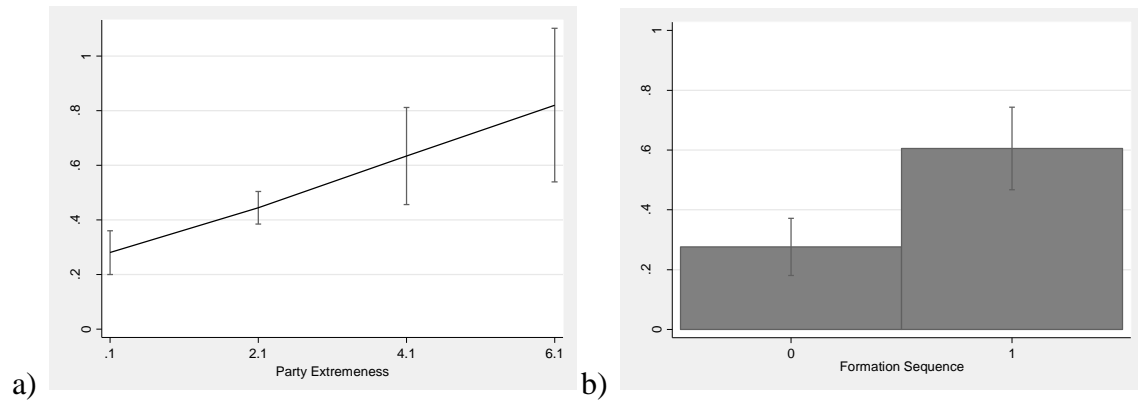 a)
1
.8
.6
.4
.2
0
.1 2.1 4.1 6.1
Party Extremeness
b)
1
.8
.6
.4
.2
0
0 1
Formation Sequence